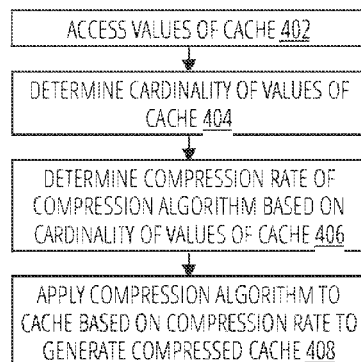 ACCESS VALUES OF CACHE 402
DETERMINE CARDINALITY OF VALUES OF
CACHE 404
DETERMINE COMPRESSION RATE OF
COMPRESSION ALGORITHM BASED ON
CARDINALITY OF VALUES OF CACHE 406
APPLY COMPRESSION ALGORITHM TO
CACHE BASED ON COMPRESSION RATE TO
GENERATE COMPRESSED CACHE 408